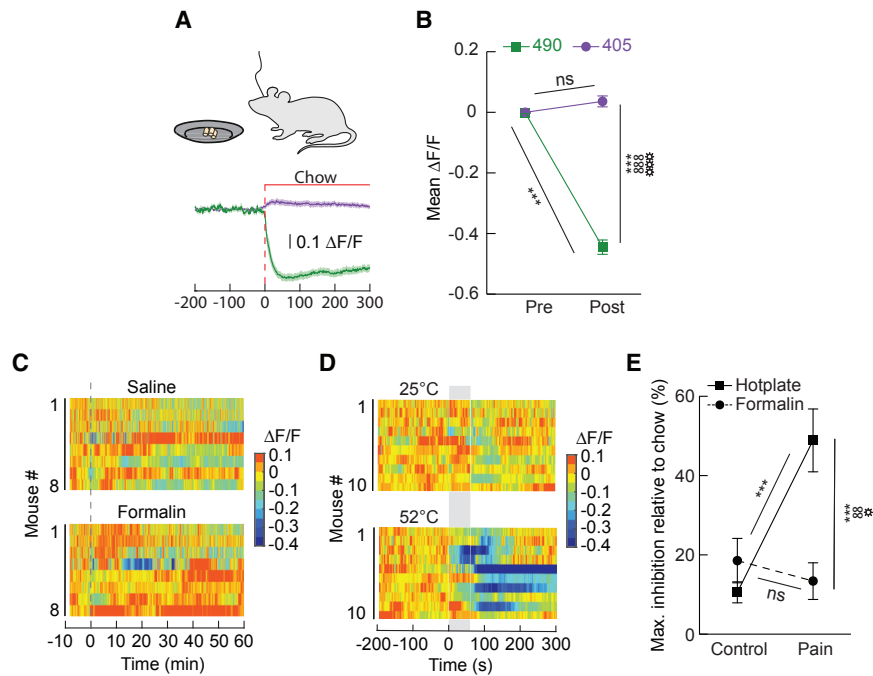 A
Chow
0.1 ΔF/F
-200 -100 0 100 200 300
B
490 405
Mean ΔF/F
0.2
0
-0.2
-0.4
-0.6
ns
***
***
Pre Post
C
Saline
Mouse #
1
8
ΔF/F
0.1
0
-0.1
-0.2
-0.3
-0.4
Formalin
1
8
-10 0 10 20 30 40 50 60
Time (min)
D
25°C
Mouse #
1
10
ΔF/F
0.1
0
-0.1
-0.2
-0.3
-0.4
52°C
1
10
-200 -100 0 100 200 300
Time (s)
E
Hotplate
Formalin
Max. inhibition relative to chow (%)
60
40
20
0
***
ns
***
Control Pain